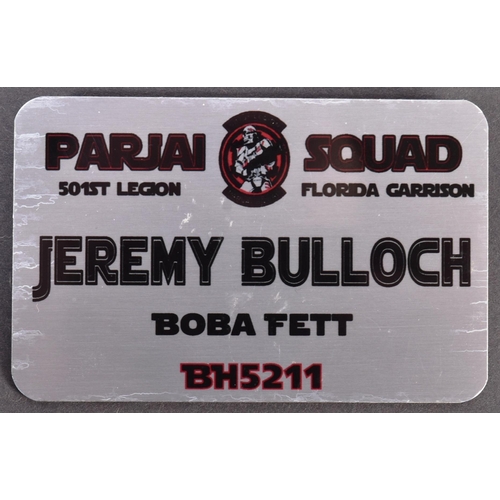 PARJAI SQUAD
501ST LEGION FLORIDA GARRISON
JEREMY BULLOCH
BOBA FETT
BH5211